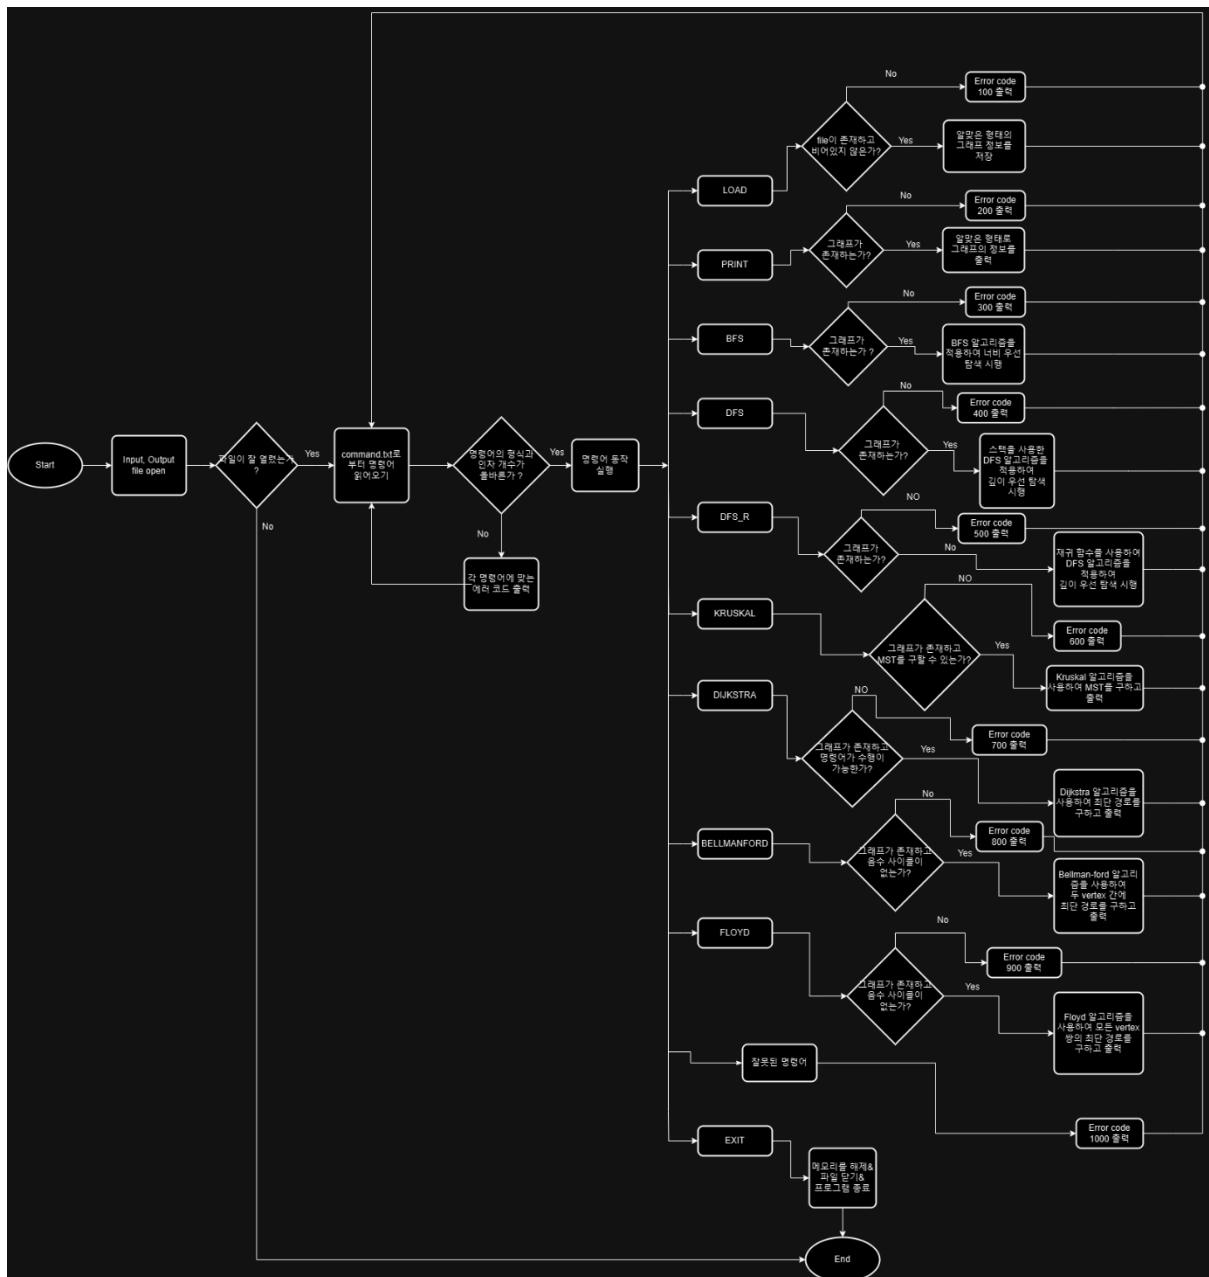 Start
Input, Output
file open
파일이 잘 열렸는가
?
Yes
No
command.txt로
부터 명령어
읽어오기
명령어의 형식과
인자 개수가
올바른가 ?
Yes
No
각 명령어에 맞는
에러 코드 출력
명령어 동작
실행
LOAD
file이 존재하고
비어있지 않은가?
No
Error code
100 출력
Yes
알맞은 형태의
그래프 정보를
저장
PRINT
그래프가
존재하는가?
No
Error code
200 출력
Yes
알맞은 형태로
그래프의 정보를
출력
BFS
그래프가
존재하는가 ?
No
Error code
300 출력
Yes
BFS 알고리즘을
적용하여 너비 우선
탐색 시행
DFS
그래프가
존재하는가?
No
Error code
400 출력
Yes
스택을 사용한
DFS 알고리즘을
적용하여
깊이 우선 탐색
시행
DFS_R
그래프가
존재하는가?
NO
Error code
500 출력
No
재귀 함수를 사용하여
DFS 알고리즘을
적용하여
깊이 우선 탐색 시행
KRUSKAL
그래프가 존재하고
MST를 구할 수 있는가?
NO
Error code
600 출력
Yes
Kruskal 알고리즘을
사용하여 MST를 구하고
출력
DIJKSTRA
그래프가 존재하고
명령어가 수행이
가능한가?
NO
Error code
700 출력
Yes
Dijkstra 알고리즘을
사용하여 최단 경로를
구하고 출력
BELLMANFORD
그래프가 존재하고
음수 사이클이
없는가?
No
Error code
800 출력
Yes
Bellman-ford 알고리
즘을 사용하여
두 vertex 간에
최단 경로를 구하고
출력
FLOYD
그래프가 존재하고
음수 사이클이
없는가?
No
Error code
900 출력
Yes
Floyd 알고리즘을
사용하여 모든 vertex
쌍의 최단 경로를
구하고 출력
잘못된 명령어
Error code
1000 출력
EXIT
메모리를 해제&
파일 닫기&
프로그램 종료
End